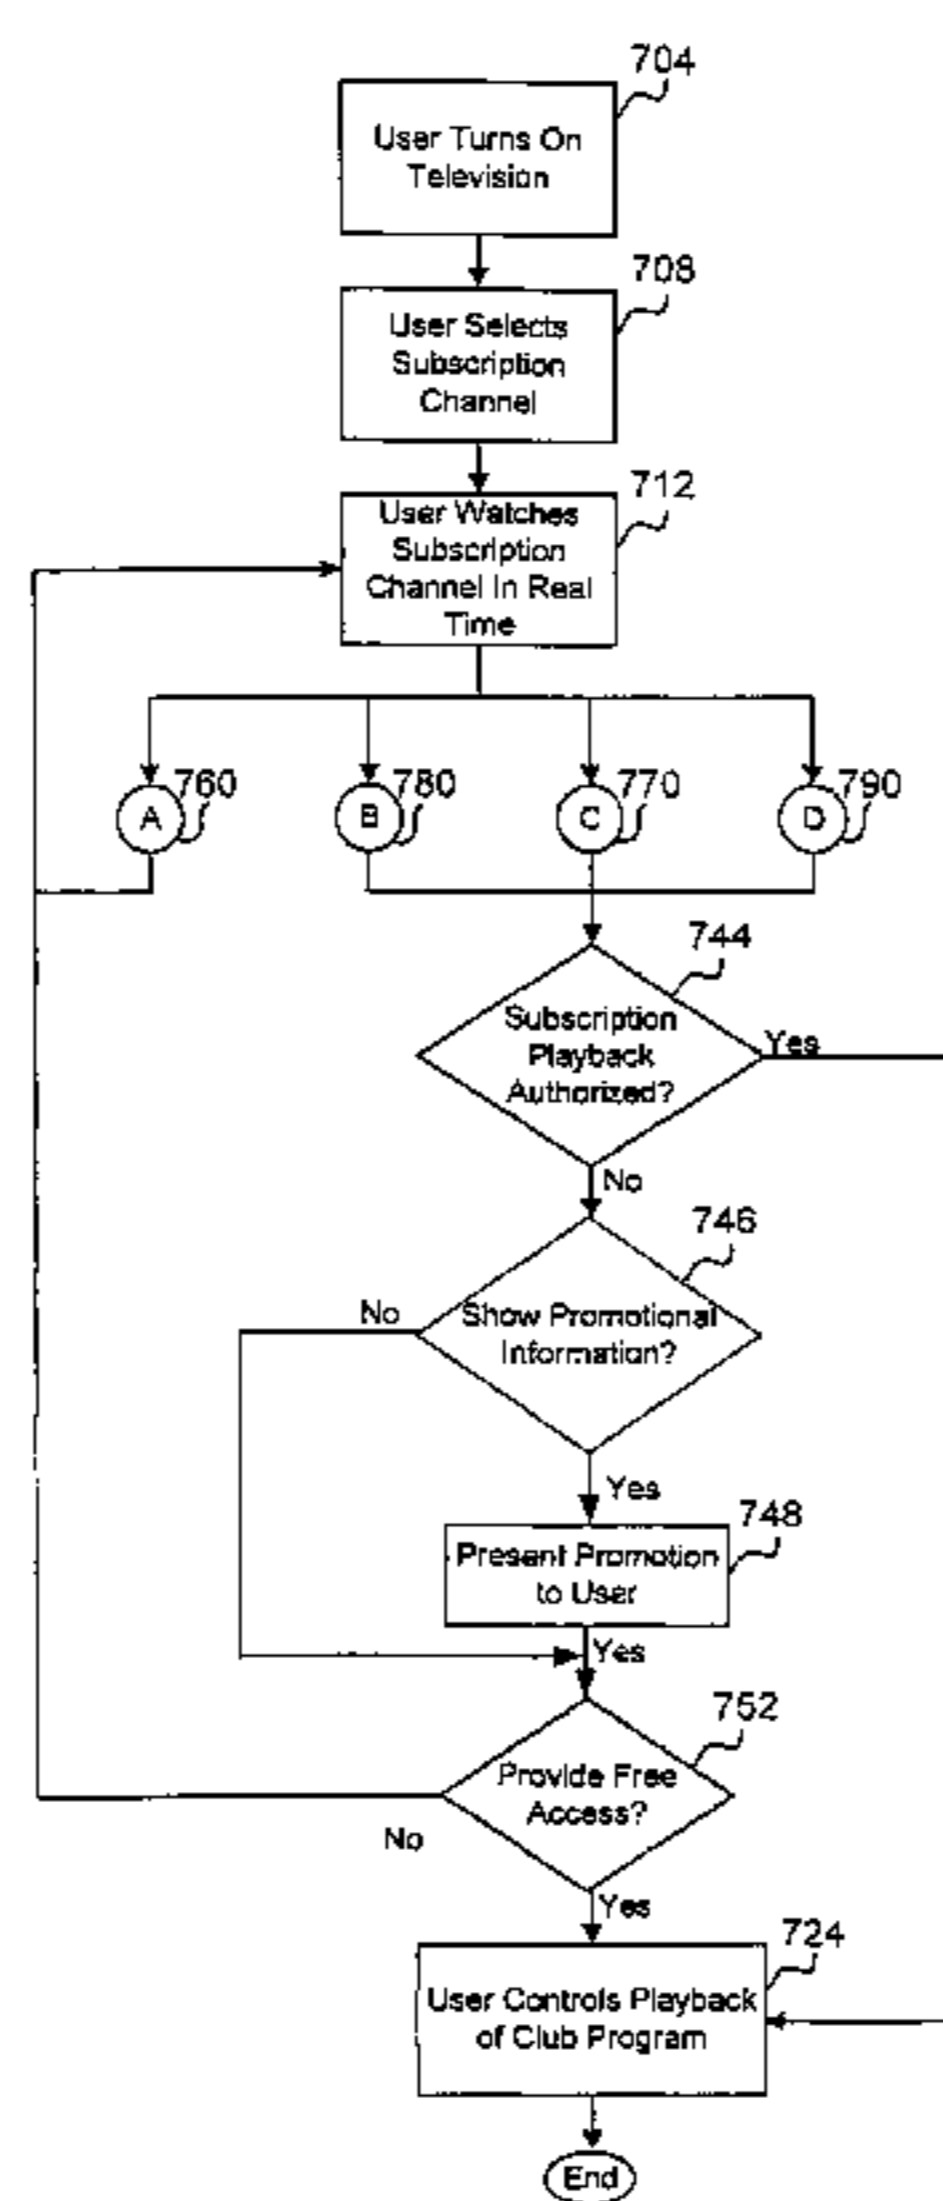 704
User Turns On
Television
708
User Selects
Subscription
Channel
712
User Watches
Subscription
Channel In Real
Time
760
780
770
790
A
B
C
D
744
Subscription
Playback
Authorized?
Yes
No
746
No
Show Promotional
Information?
Yes
748
Present Promotion
to User
Yes
752
Provide Free
Access?
No
Yes
724
User Controls Playback
of Club Program
End